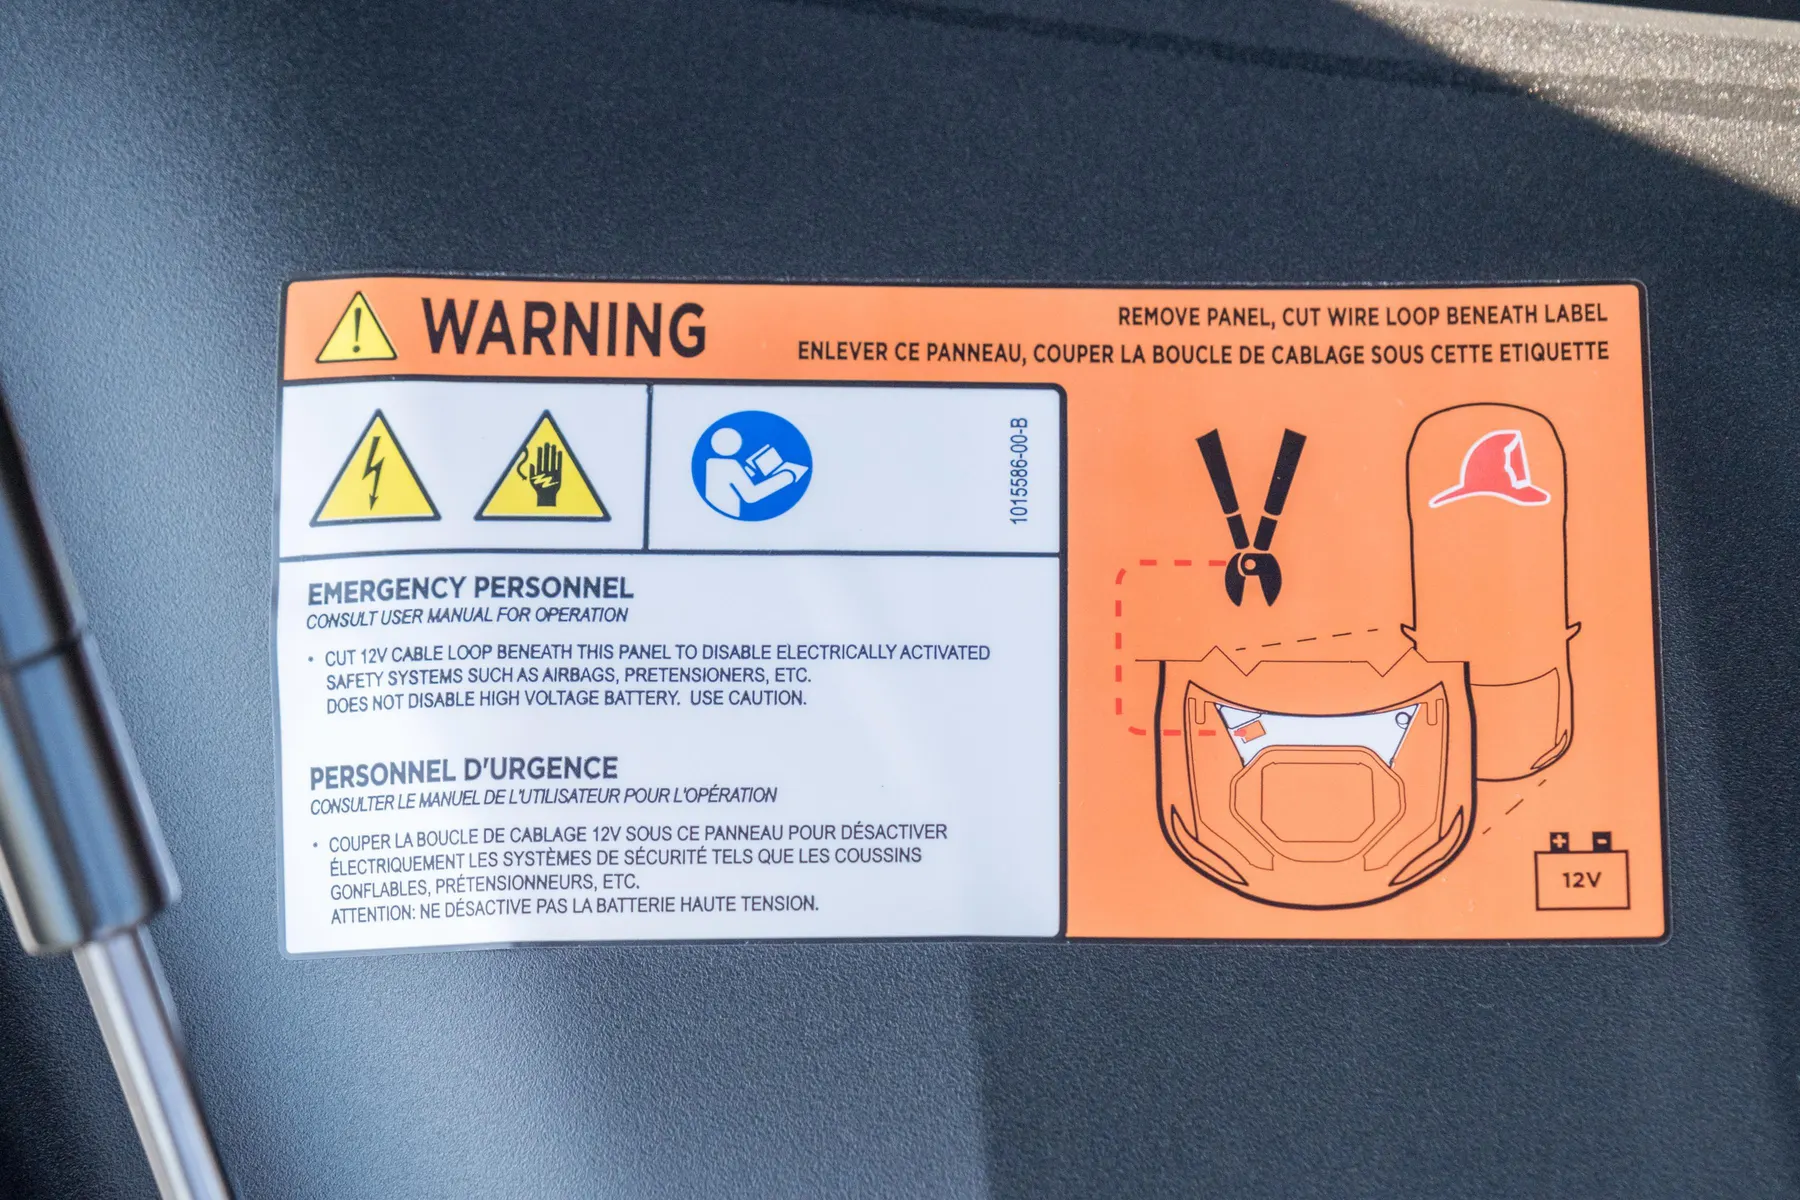 WARNING
REMOVE PANEL, CUT WIRE LOOP BENEATH LABEL
ENLEVER CE PANNEAU, COUPER LA BOUCLE DE CABLAGE SOUS CETTE ETIQUETTE
1015586-00-B
EMERGENCY PERSONNEL
CONSULT USER MANUAL FOR OPERATION
• CUT 12V CABLE LOOP BENEATH THIS PANEL TO DISABLE ELECTRICALLY ACTIVATED
SAFETY SYSTEMS SUCH AS AIRBAGS, PRETENSIONERS, ETC.
DOES NOT DISABLE HIGH VOLTAGE BATTERY. USE CAUTION.
PERSONNEL D'URGENCE
CONSULTER LE MANUEL DE L'UTILISATEUR POUR L'OPÉRATION
• COUPER LA BOUCLE DE CABLAGE 12V SOUS CE PANNEAU POUR DÉSACTIVER
ÉLECTRIQUEMENT LES SYSTÈMES DE SÉCURITÉ TELS QUE LES COUSSINS
GONFLABLES, PRÉTENSIONNEURS, ETC.
ATTENTION: NE DÉSACTIVE PAS LA BATTERIE HAUTE TENSION.
+ -
12V